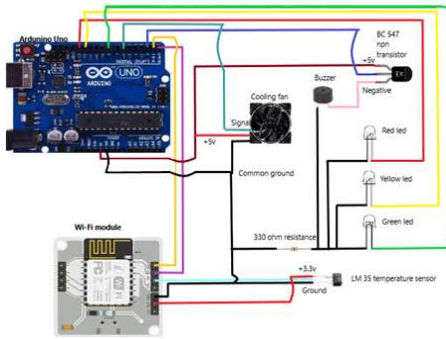 Arduino Uno
BC 547
npn
transistor
+5v
Buzzer
Negative
UNO
ARDUINO
Cooling fan
Signal
+5v
Red led
Yellow led
Common ground
Green led
Wi-Fi module
330 ohm resistance
+3.3v
LM 35 temperature sensor
Ground